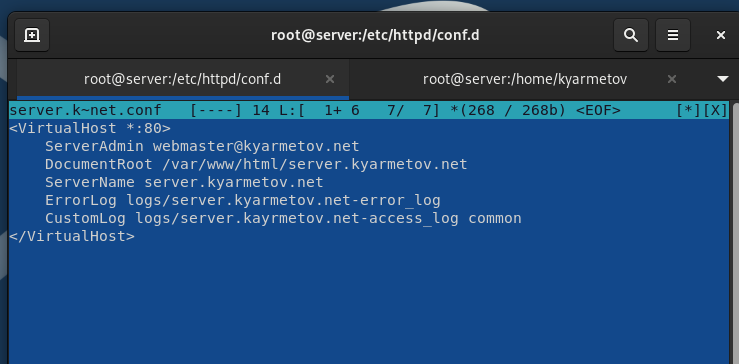 root@server:/etc/httpd/conf.d
root@server:/etc/httpd/conf.d × root@server:/home/kyarmetov ×
server.k~net.conf [----] 14 L:[ 1+ 6 7/ 7] *(268 / 268b) <EOF> [*][X]
<VirtualHost *:80>
ServerAdmin webmaster@kyarmetov.net
DocumentRoot /var/www/html/server.kyarmetov.net
ServerName server.kyarmetov.net
ErrorLog logs/server.kyarmetov.net-error_log
CustomLog logs/server.kayrmetov.net-access_log common
</VirtualHost>